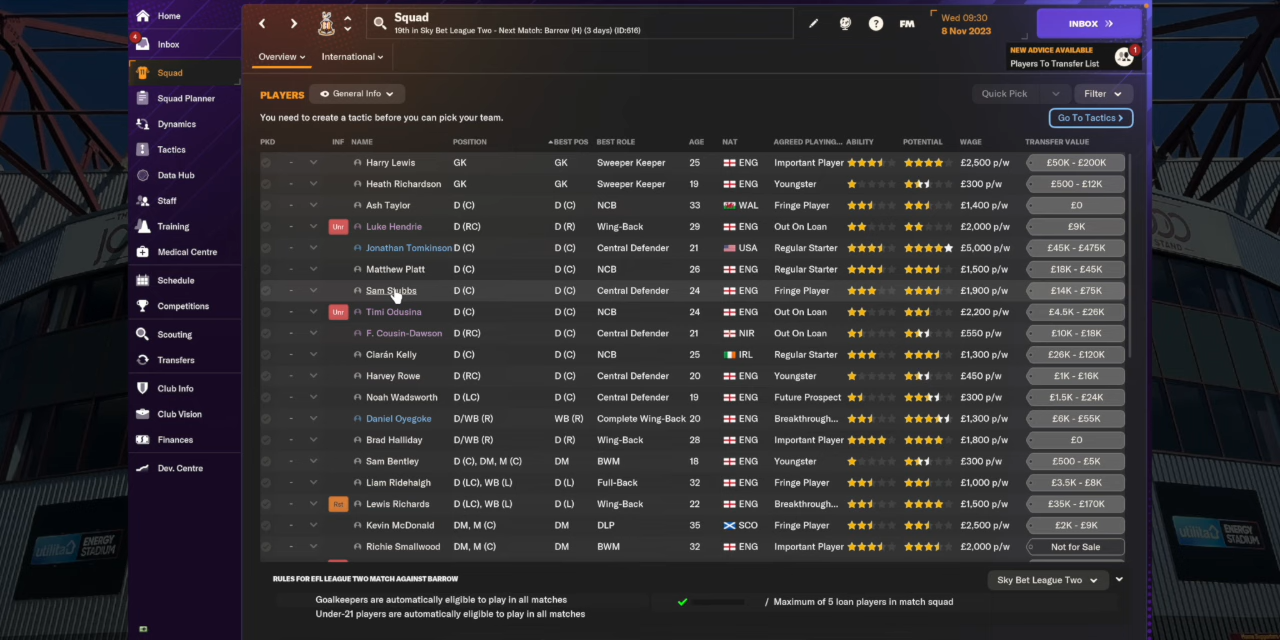 Home
Squad
19th in Sky Bet League Two - Next Match: Barrow (H) (3 days) (ID:616)
FM
Wed 09:30
8 Nov 2023
INBOX
4
Inbox
Overview
International
NEW ADVICE AVAILABLE
Players To Transfer List
1
Squad
Squad Planner
Dynamics
Tactics
Data Hub
Staff
Training
Medical Centre
Schedule
Competitions
Scouting
Transfers
Club Info
Club Vision
Finances
Dev. Centre
PLAYERS
General Info
Quick Pick
Filter
You need to create a tactic before you can pick your team.
Go To Tactics
PKD INF NAME POSITION BEST POS BEST ROLE AGE NAT AGREED PLAYING... ABILITY POTENTIAL WAGE TRANSFER VALUE
- Harry Lewis GK GK Sweeper Keeper 25 ENG Important Player £2,500 p/w £50K - £200K
- Heath Richardson GK GK Sweeper Keeper 19 ENG Youngster £300 p/w £500 - £12K
- Ash Taylor D (C) D (C) NCB 33 WAL Fringe Player £1,400 p/w £0
- Unr Luke Hendrie D (RC) D (R) Wing-Back 29 ENG Out On Loan £2,000 p/w £9K
- Jonathan Tomkinson D (C) D (C) Central Defender 21 USA Regular Starter £5,000 p/w £45K - £475K
- Matthew Platt D (C) D (C) NCB 26 ENG Regular Starter £1,500 p/w £18K - £45K
- Sam Stubbs D (C) D (C) Central Defender 24 ENG Fringe Player £1,900 p/w £14K - £75K
- Unr Timi Odusina D (C) D (C) NCB 24 ENG Out On Loan £2,200 p/w £4.5K - £26K
- F. Cousin-Dawson D (RC) D (C) Central Defender 21 NIR Out On Loan £550 p/w £10K - £18K
- Ciarán Kelly D (C) D (C) NCB 25 IRL Regular Starter £1,300 p/w £26K - £120K
- Harvey Rowe D (RC) D (C) Central Defender 20 ENG Youngster £450 p/w £1K - £16K
- Noah Wadsworth D (LC) D (C) Central Defender 19 ENG Future Prospect £300 p/w £1.5K - £24K
- Daniel Oyegoke D/WB (R) WB (R) Complete Wing-Back 20 ENG Breakthrough... £1,300 p/w £6K - £55K
- Brad Halliday D/WB (R) D (R) Wing-Back 28 ENG Important Player £1,800 p/w £0
- Sam Bentley D (C), DM, M (C) DM BWM 18 ENG Youngster £300 p/w £500 - £5K
- Liam Ridehalgh D (LC), WB (L) D (L) Full-Back 32 ENG Fringe Player £1,000 p/w £3.5K - £8K
- Rst Lewis Richards D (LC), WB (L) D (L) Wing-Back 22 ENG Breakthrough... £1,500 p/w £35K - £170K
- Kevin McDonald DM, M (C) DM DLP 35 SCO Fringe Player £2,500 p/w £2K - £9K
- Richie Smallwood DM, M (C) DM BWM 32 ENG Important Player £2,000 p/w Not for Sale
RULES FOR EFL LEAGUE TWO MATCH AGAINST BARROW
Sky Bet League Two
Goalkeepers are automatically eligible to play in all matches
Under-21 players are automatically eligible to play in all matches
/ Maximum of 5 loan players in match squad
utilita ENERGY STADIUM
utilita ENERGY STADIUM